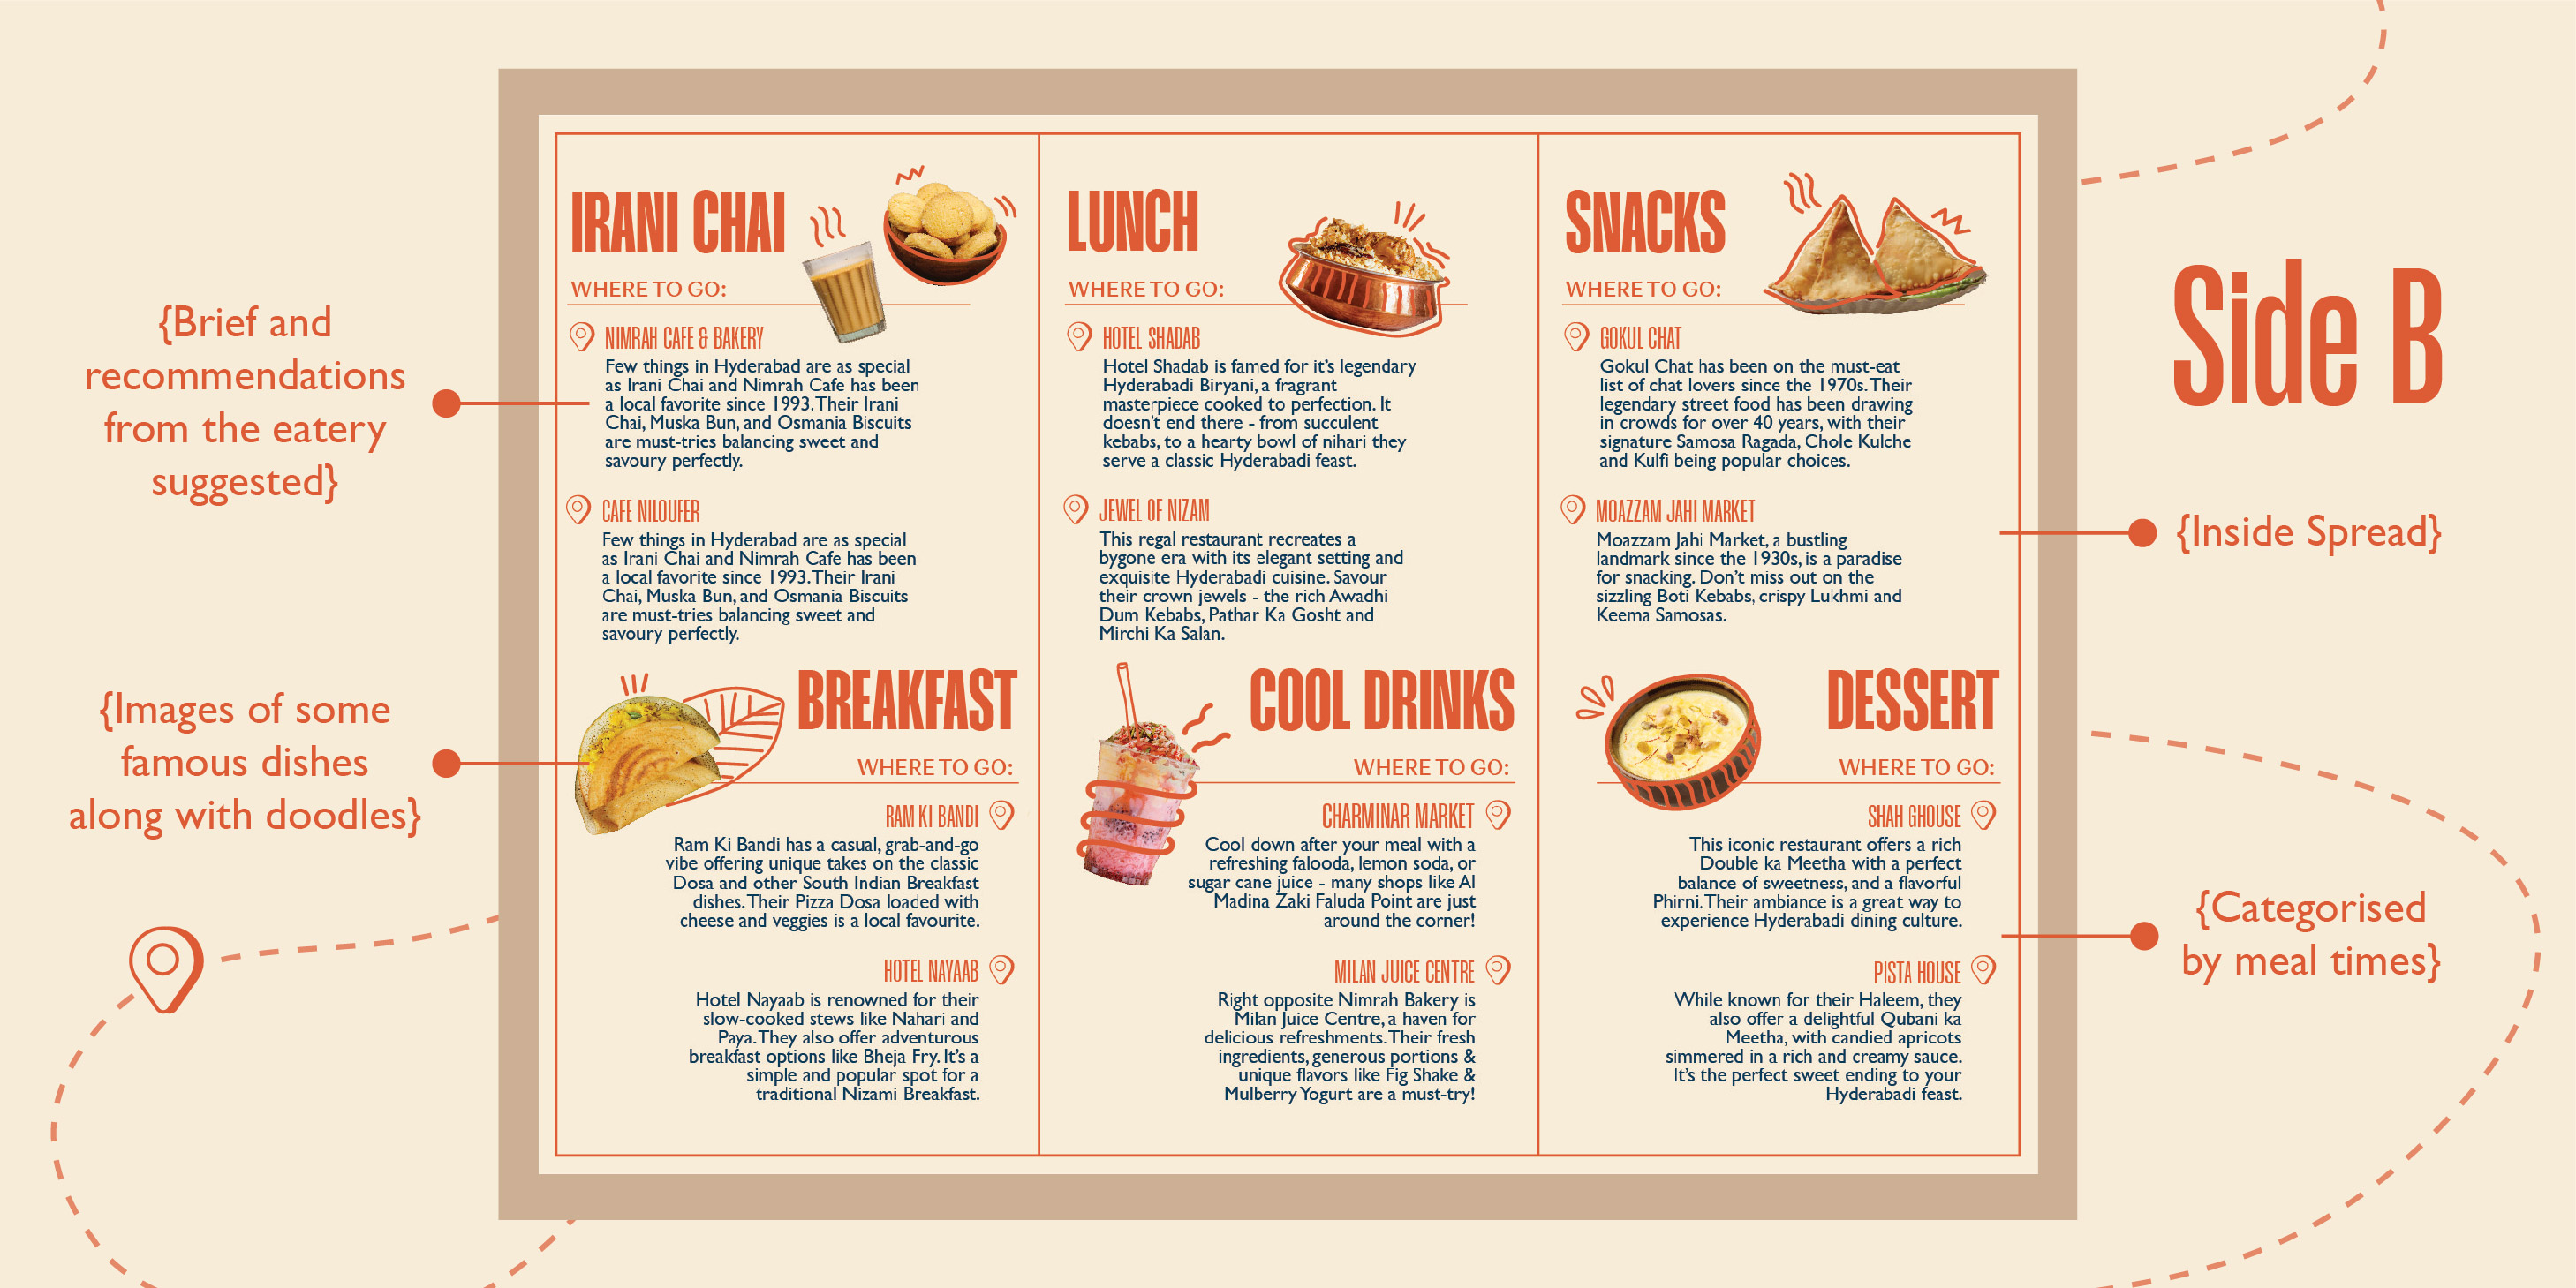 {Brief and
recommendations
from the eatery
suggested}
{Images of some
famous dishes
along with doodles}
IRANI CHAI
WHERE TO GO:
NIMRAH CAFE & BAKERY
Few things in Hyderabad are as special
as Irani Chai and Nimrah Cafe has been
a local favorite since 1993. Their Irani
Chai, Muska Bun, and Osmania Biscuits
are must-tries balancing sweet and
savoury perfectly.
CAFE NILOUFER
Few things in Hyderabad are as special
as Irani Chai and Nimrah Cafe has been
a local favorite since 1993. Their Irani
Chai, Muska Bun, and Osmania Biscuits
are must-tries balancing sweet and
savoury perfectly.
BREAKFAST
WHERE TO GO:
RAM KI BANDI
Ram Ki Bandi has a casual, grab-and-go
vibe offering unique takes on the classic
Dosa and other South Indian Breakfast
dishes. Their Pizza Dosa loaded with
cheese and veggies is a local favourite.
HOTEL NAYAAB
Hotel Nayaab is renowned for their
slow-cooked stews like Nahari and
Paya. They also offer adventurous
breakfast options like Bheja Fry. It's a
simple and popular spot for a
traditional Nizami Breakfast.
LUNCH
WHERE TO GO:
HOTEL SHADAB
Hotel Shadab is famed for it's legendary
Hyderabadi Biryani, a fragrant
masterpiece cooked to perfection. It
doesn't end there - from succulent
kebabs, to a hearty bowl of nihari they
serve a classic Hyderabadi feast.
JEWEL OF NIZAM
This regal restaurant recreates a
bygone era with its elegant setting and
exquisite Hyderabadi cuisine. Savour
their crown jewels - the rich Awadhi
Dum Kebabs, Pathar Ka Gosht and
Mirchi Ka Salan.
COOL DRINKS
WHERE TO GO:
CHARMINAR MARKET
Cool down after your meal with a
refreshing falooda, lemon soda, or
sugar cane juice - many shops like Al
Madina Zaki Faluda Point are just
around the corner!
MILAN JUICE CENTRE
Right opposite Nimrah Bakery is
Milan Juice Centre, a haven for
delicious refreshments. Their fresh
ingredients, generous portions &
unique flavors like Fig Shake &
Mulberry Yogurt are a must-try!
SNACKS
WHERE TO GO:
GOKUL CHAT
Gokul Chat has been on the must-eat
list of chat lovers since the 1970s. Their
legendary street food has been drawing
in crowds for over 40 years, with their
signature Samosa Ragada, Chole Kulche
and Kulfi being popular choices.
MOAZZAM JAHI MARKET
Moazzam Jahi Market, a bustling
landmark since the 1930s, is a paradise
for snacking. Don't miss out on the
sizzling Boti Kebabs, crispy Lukhmi and
Keema Samosas.
DESSERT
WHERE TO GO:
SHAH GHOUSE
This iconic restaurant offers a rich
Double ka Meetha with a perfect
balance of sweetness, and a flavorful
Phirni. Their ambiance is a great way to
experience Hyderabadi dining culture.
PISTA HOUSE
While known for their Haleem, they
also offer a delightful Qubani ka
Meetha, with candied apricots
simmered in a rich and creamy sauce.
It's the perfect sweet ending to your
Hyderabadi feast.
Side B
{Inside Spread}
{Categorised
by meal times}